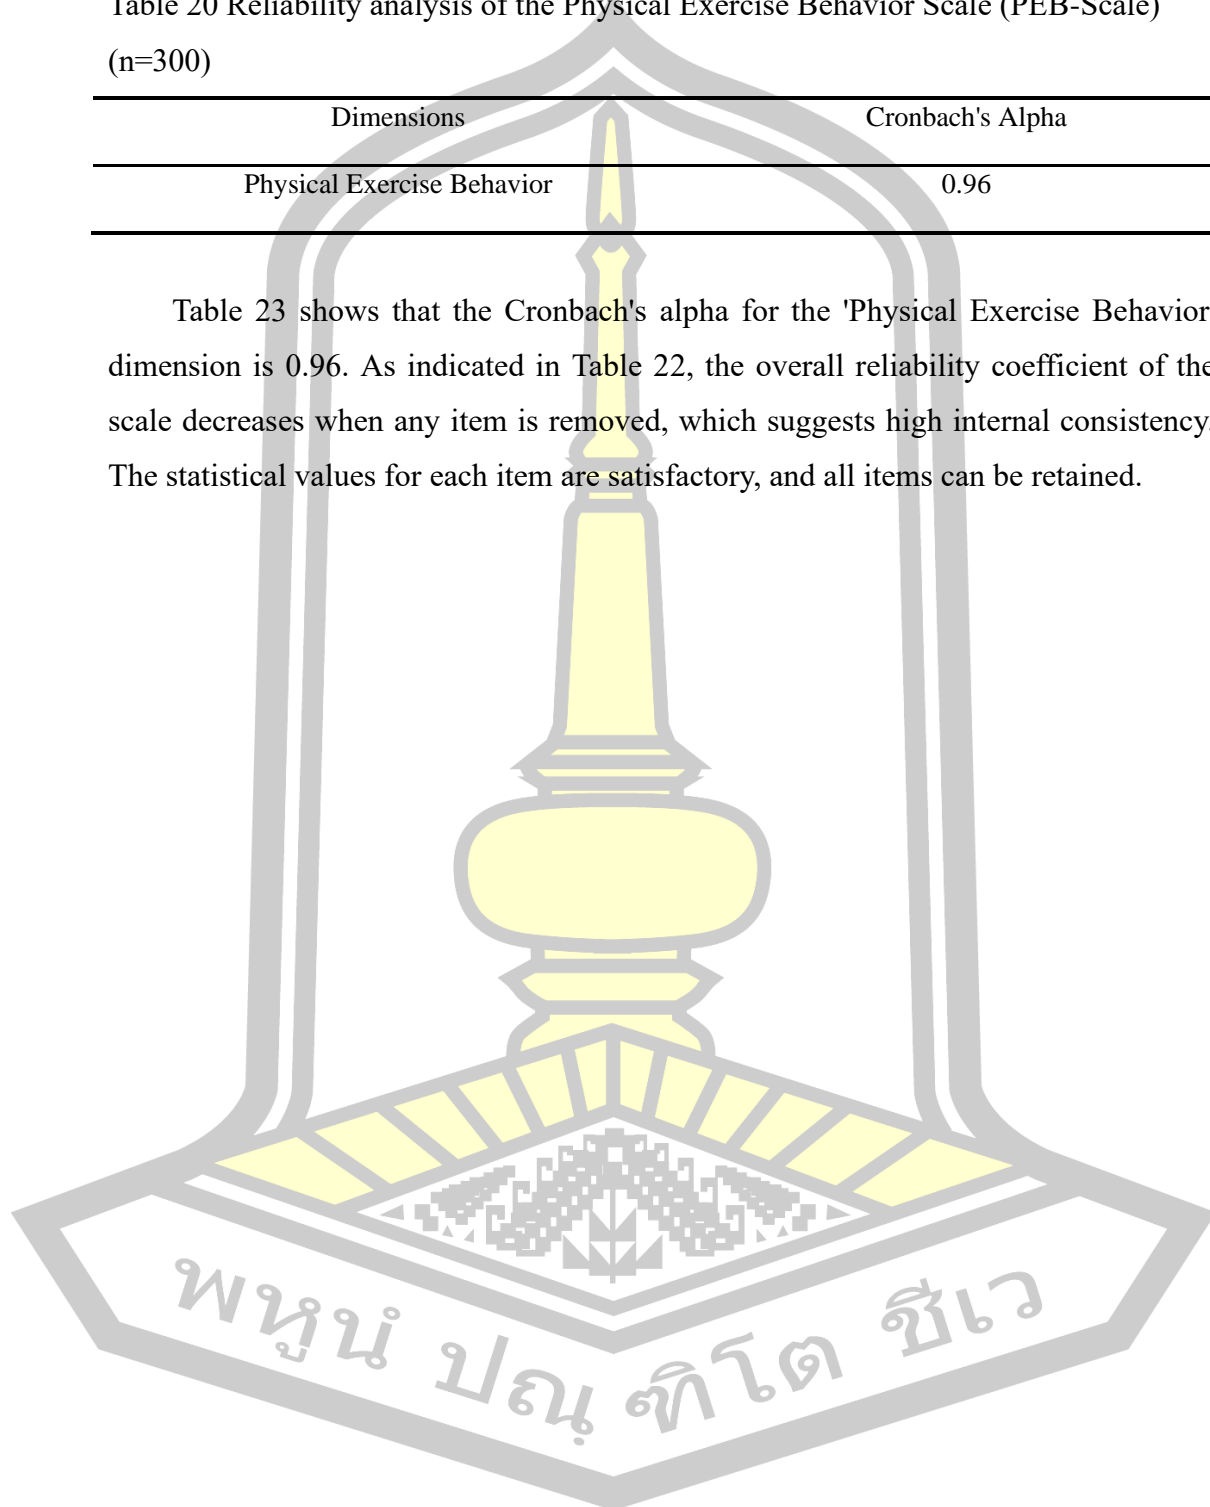 Table 20 Reliability analysis of the Physical Exercise Behavior Scale (PEB-Scale)
(n=300)
Dimensions Cronbach's Alpha
Physical Exercise Behavior 0.96
Table 23 shows that the Cronbach's alpha for the 'Physical Exercise Behavior
dimension is 0.96. As indicated in Table 22, the overall reliability coefficient of the
scale decreases when any item is removed, which suggests high internal consistency.
The statistical values for each item are satisfactory, and all items can be retained.
พหูนํ ปณฺฑิโต ชีเว